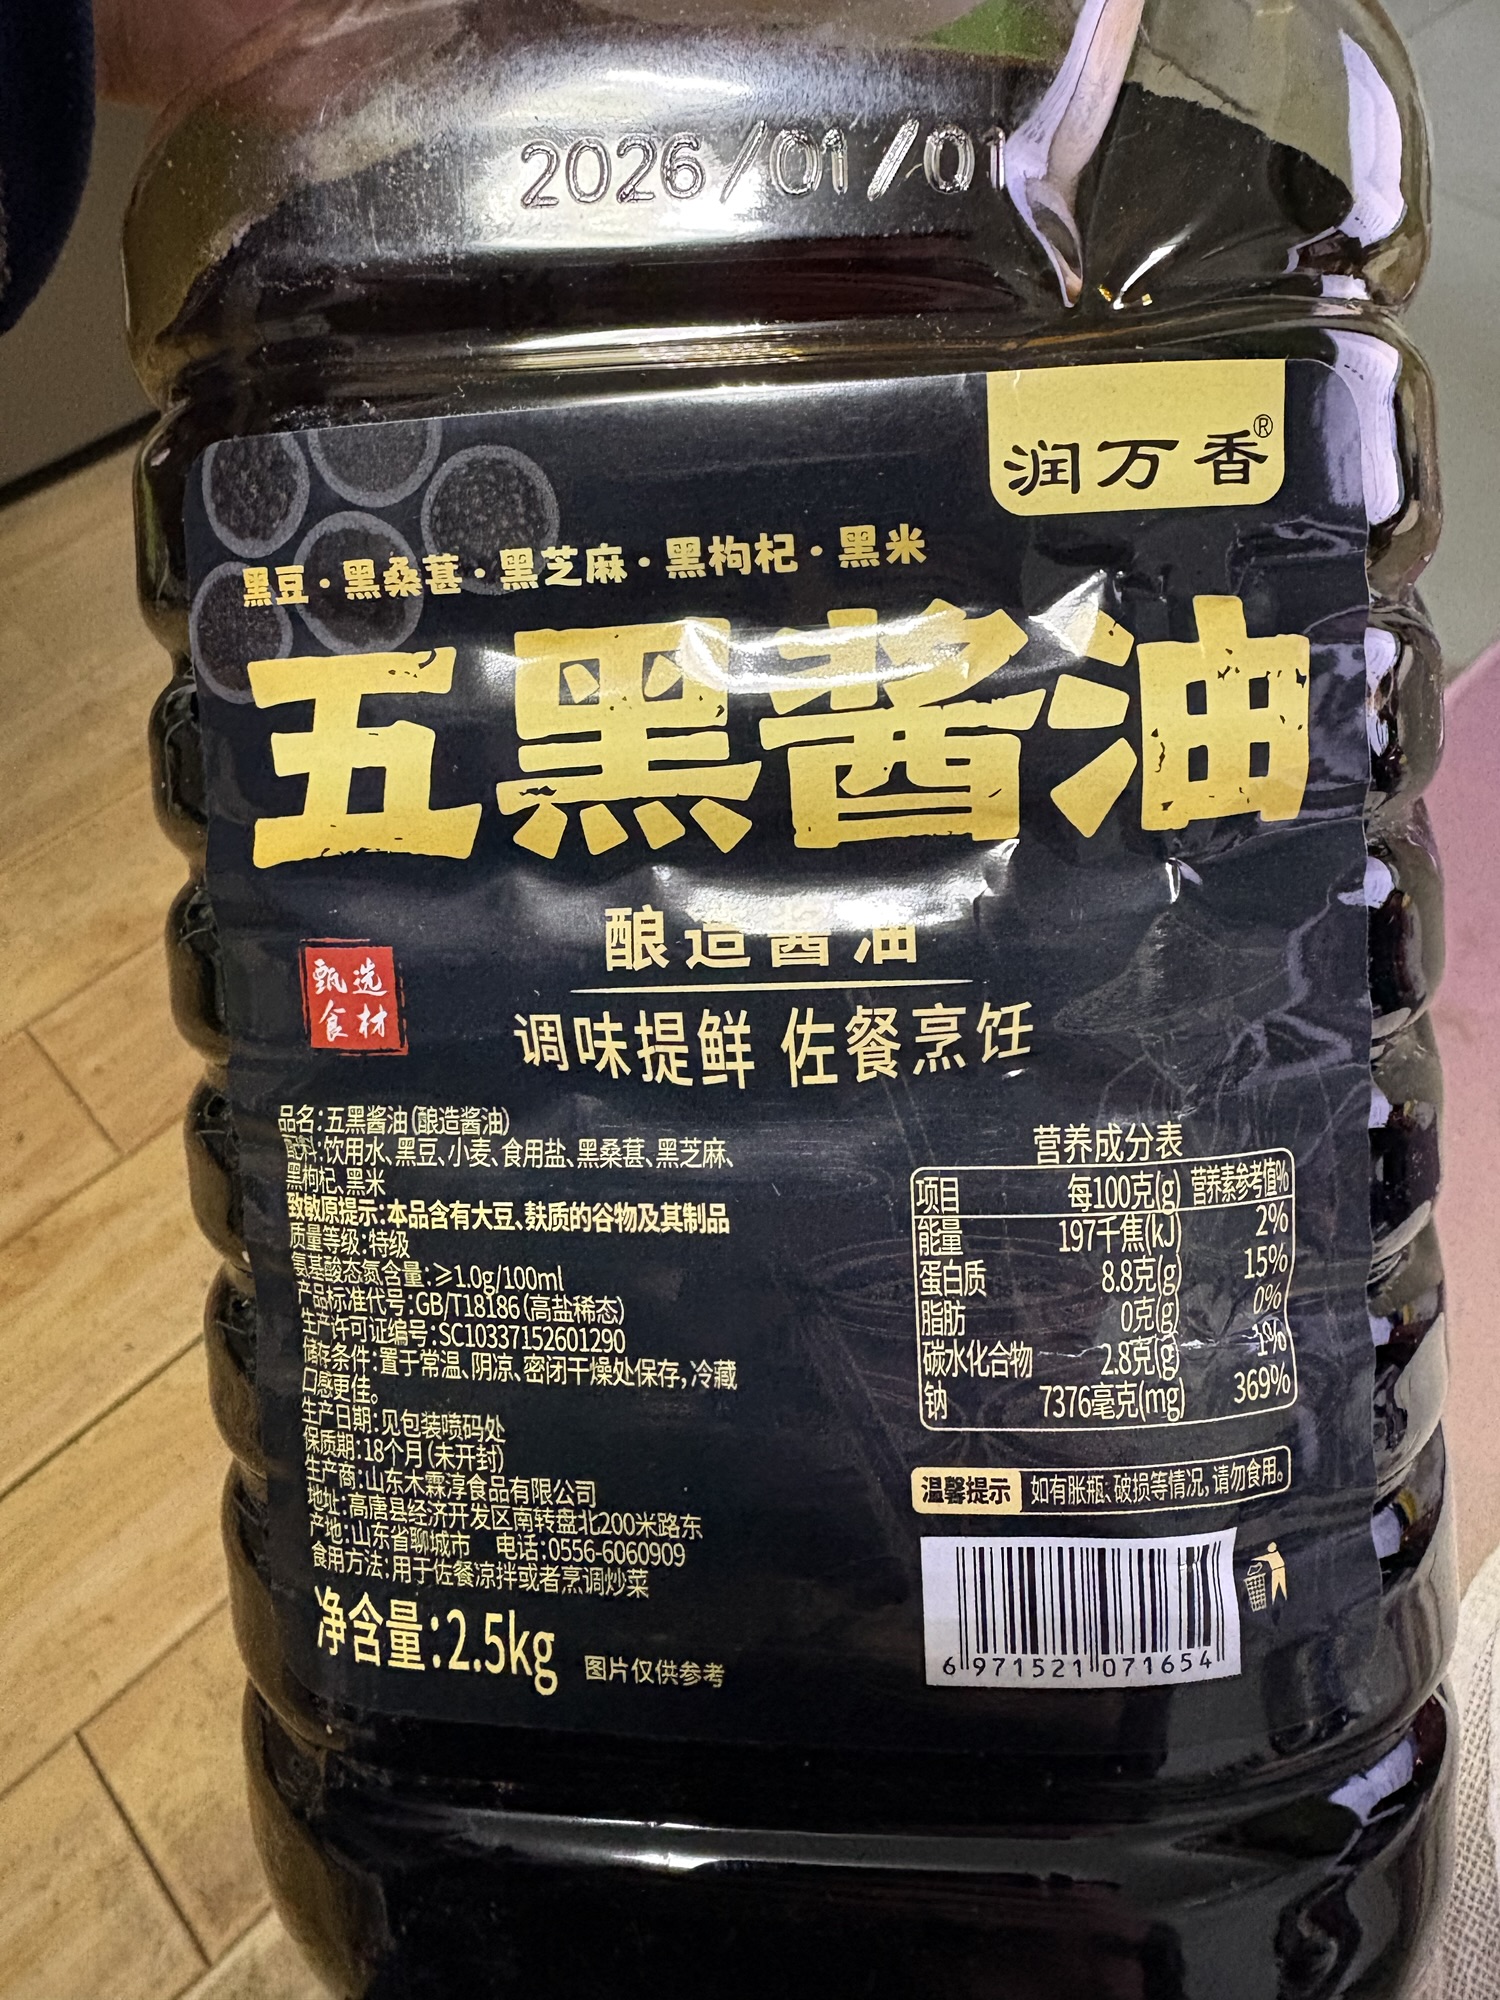 2026/01/01
润万香®
黑豆·黑桑葚·黑芝麻·黑枸杞·黑米
五黑酱油
酿造酱油
甄选
食材
调味提鲜 佐餐烹饪
品名:五黑酱油(酿造酱油)
配料:饮用水、黑豆、小麦、食用盐、黑桑葚、黑芝麻、
黑枸杞、黑米
致敏原提示:本品含有大豆、麸质的谷物及其制品
质量等级:特级
氨基酸态氮含量:≥1.0g/100ml
产品标准代号:GB/T18186(高盐稀态)
生产许可证编号:SC10337152601290
储存条件:置于常温、阴凉、密闭干燥处保存,冷藏
口感更佳。
生产日期:见包装喷码处
保质期:18个月(未开封)
生产商:山东木霖淳食品有限公司
地址:高唐县经济开发区南转盘北200米路东
产地:山东省聊城市 电话:0556-6060909
食用方法:用于佐餐凉拌或者烹调炒菜
净含量:2.5kg 图片仅供参考
营养成分表
项目 每100克(g) 营养素参考值%
能量 197千焦(kJ) 2%
蛋白质 8.8克(g) 15%
脂肪 0克(g) 0%
碳水化合物 2.8克(g) 1%
钠 7376毫克(mg) 369%
温馨提示 如有胀瓶、破损等情况,请勿食用。
6 971521 071654